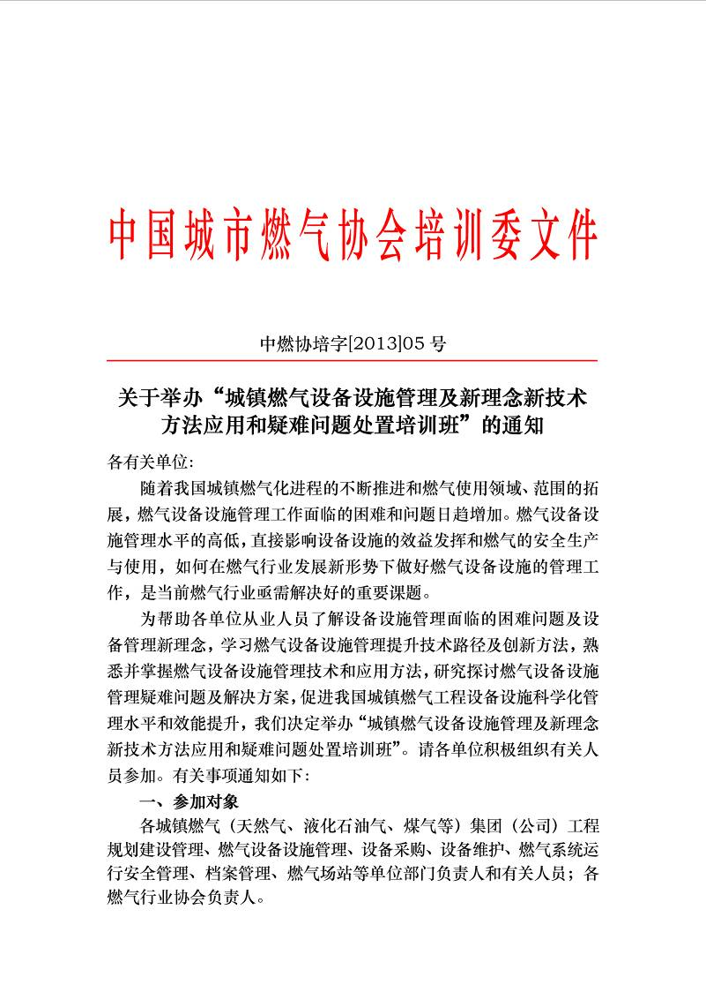 中国城市燃气协会培训委文件
中燃协培字[2013]05 号
关于举办“城镇燃气设备设施管理及新理念新技术
方法应用和疑难问题处置培训班”的通知
各有关单位:
随着我国城镇燃气化进程的不断推进和燃气使用领域、范围的拓
展，燃气设备设施管理工作面临的困难和问题日趋增加。燃气设备设
施管理水平的高低，直接影响设备设施的效益发挥和燃气的安全生产
与使用，如何在燃气行业发展新形势下做好燃气设备设施的管理工
作，是当前燃气行业亟需解决好的重要课题。
为帮助各单位从业人员了解设备设施管理面临的困难问题及设
备管理新理念，学习燃气设备设施管理提升技术路径及创新方法，熟
悉并掌握燃气设备设施管理技术和应用方法，研究探讨燃气设备设施
管理疑难问题及解决方案，促进我国城镇燃气工程设备设施科学化管
理水平和效能提升，我们决定举办“城镇燃气设备设施管理及新理念
新技术方法应用和疑难问题处置培训班”。请各单位积极组织有关人
员参加。有关事项通知如下:
一、参加对象
各城镇燃气（天然气、液化石油气、煤气等）集团（公司）工程
规划建设管理、燃气设备设施管理、设备采购、设备维护、燃气系统运
行安全管理、档案管理、燃气场站等单位部门负责人和有关人员；各
燃气行业协会负责人。